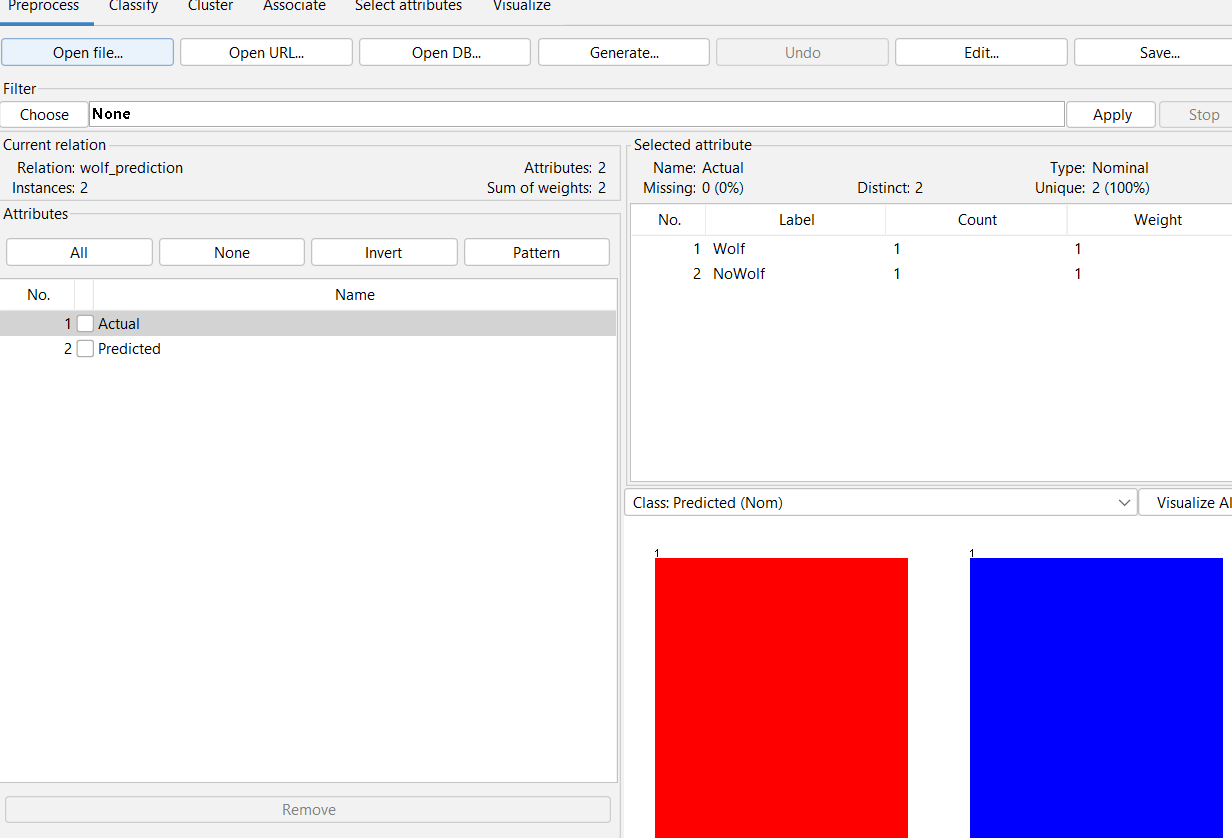 Preprocess Classify Cluster Associate Select attributes Visualize
Open file... Open URL... Open DB... Generate... Undo Edit... Save...
Filter
Choose None Apply Stop
Current relation
Relation: wolf_prediction Attributes: 2
Instances: 2 Sum of weights: 2
Attributes
All None Invert Pattern
No. Name
1 Actual
2 Predicted
Remove
Selected attribute
Name: Actual Type: Nominal
Missing: 0 (0%) Distinct: 2 Unique: 2 (100%)
No. Label Count Weight
1 Wolf 1 1
2 NoWolf 1 1
Class: Predicted (Nom) Visualize Al
1 1